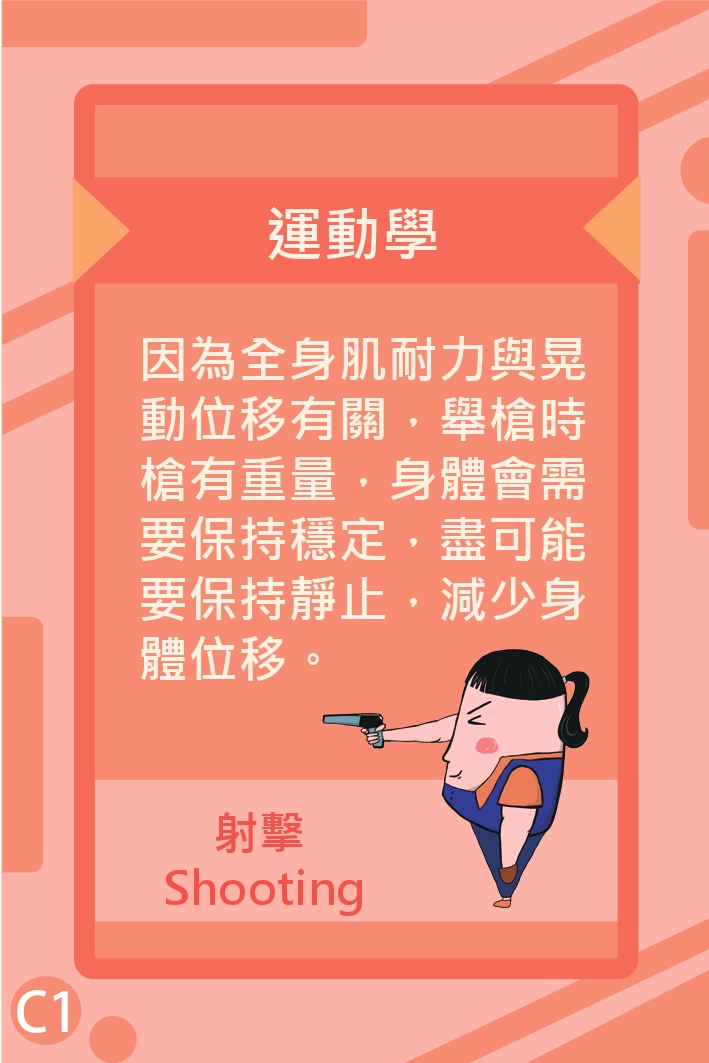 運動學
因為全身肌耐力與晃
動位移有關，舉槍時
槍有重量，身體會需
要保持穩定，盡可能
要保持靜止，減少身
體位移。
射擊
Shooting
C1